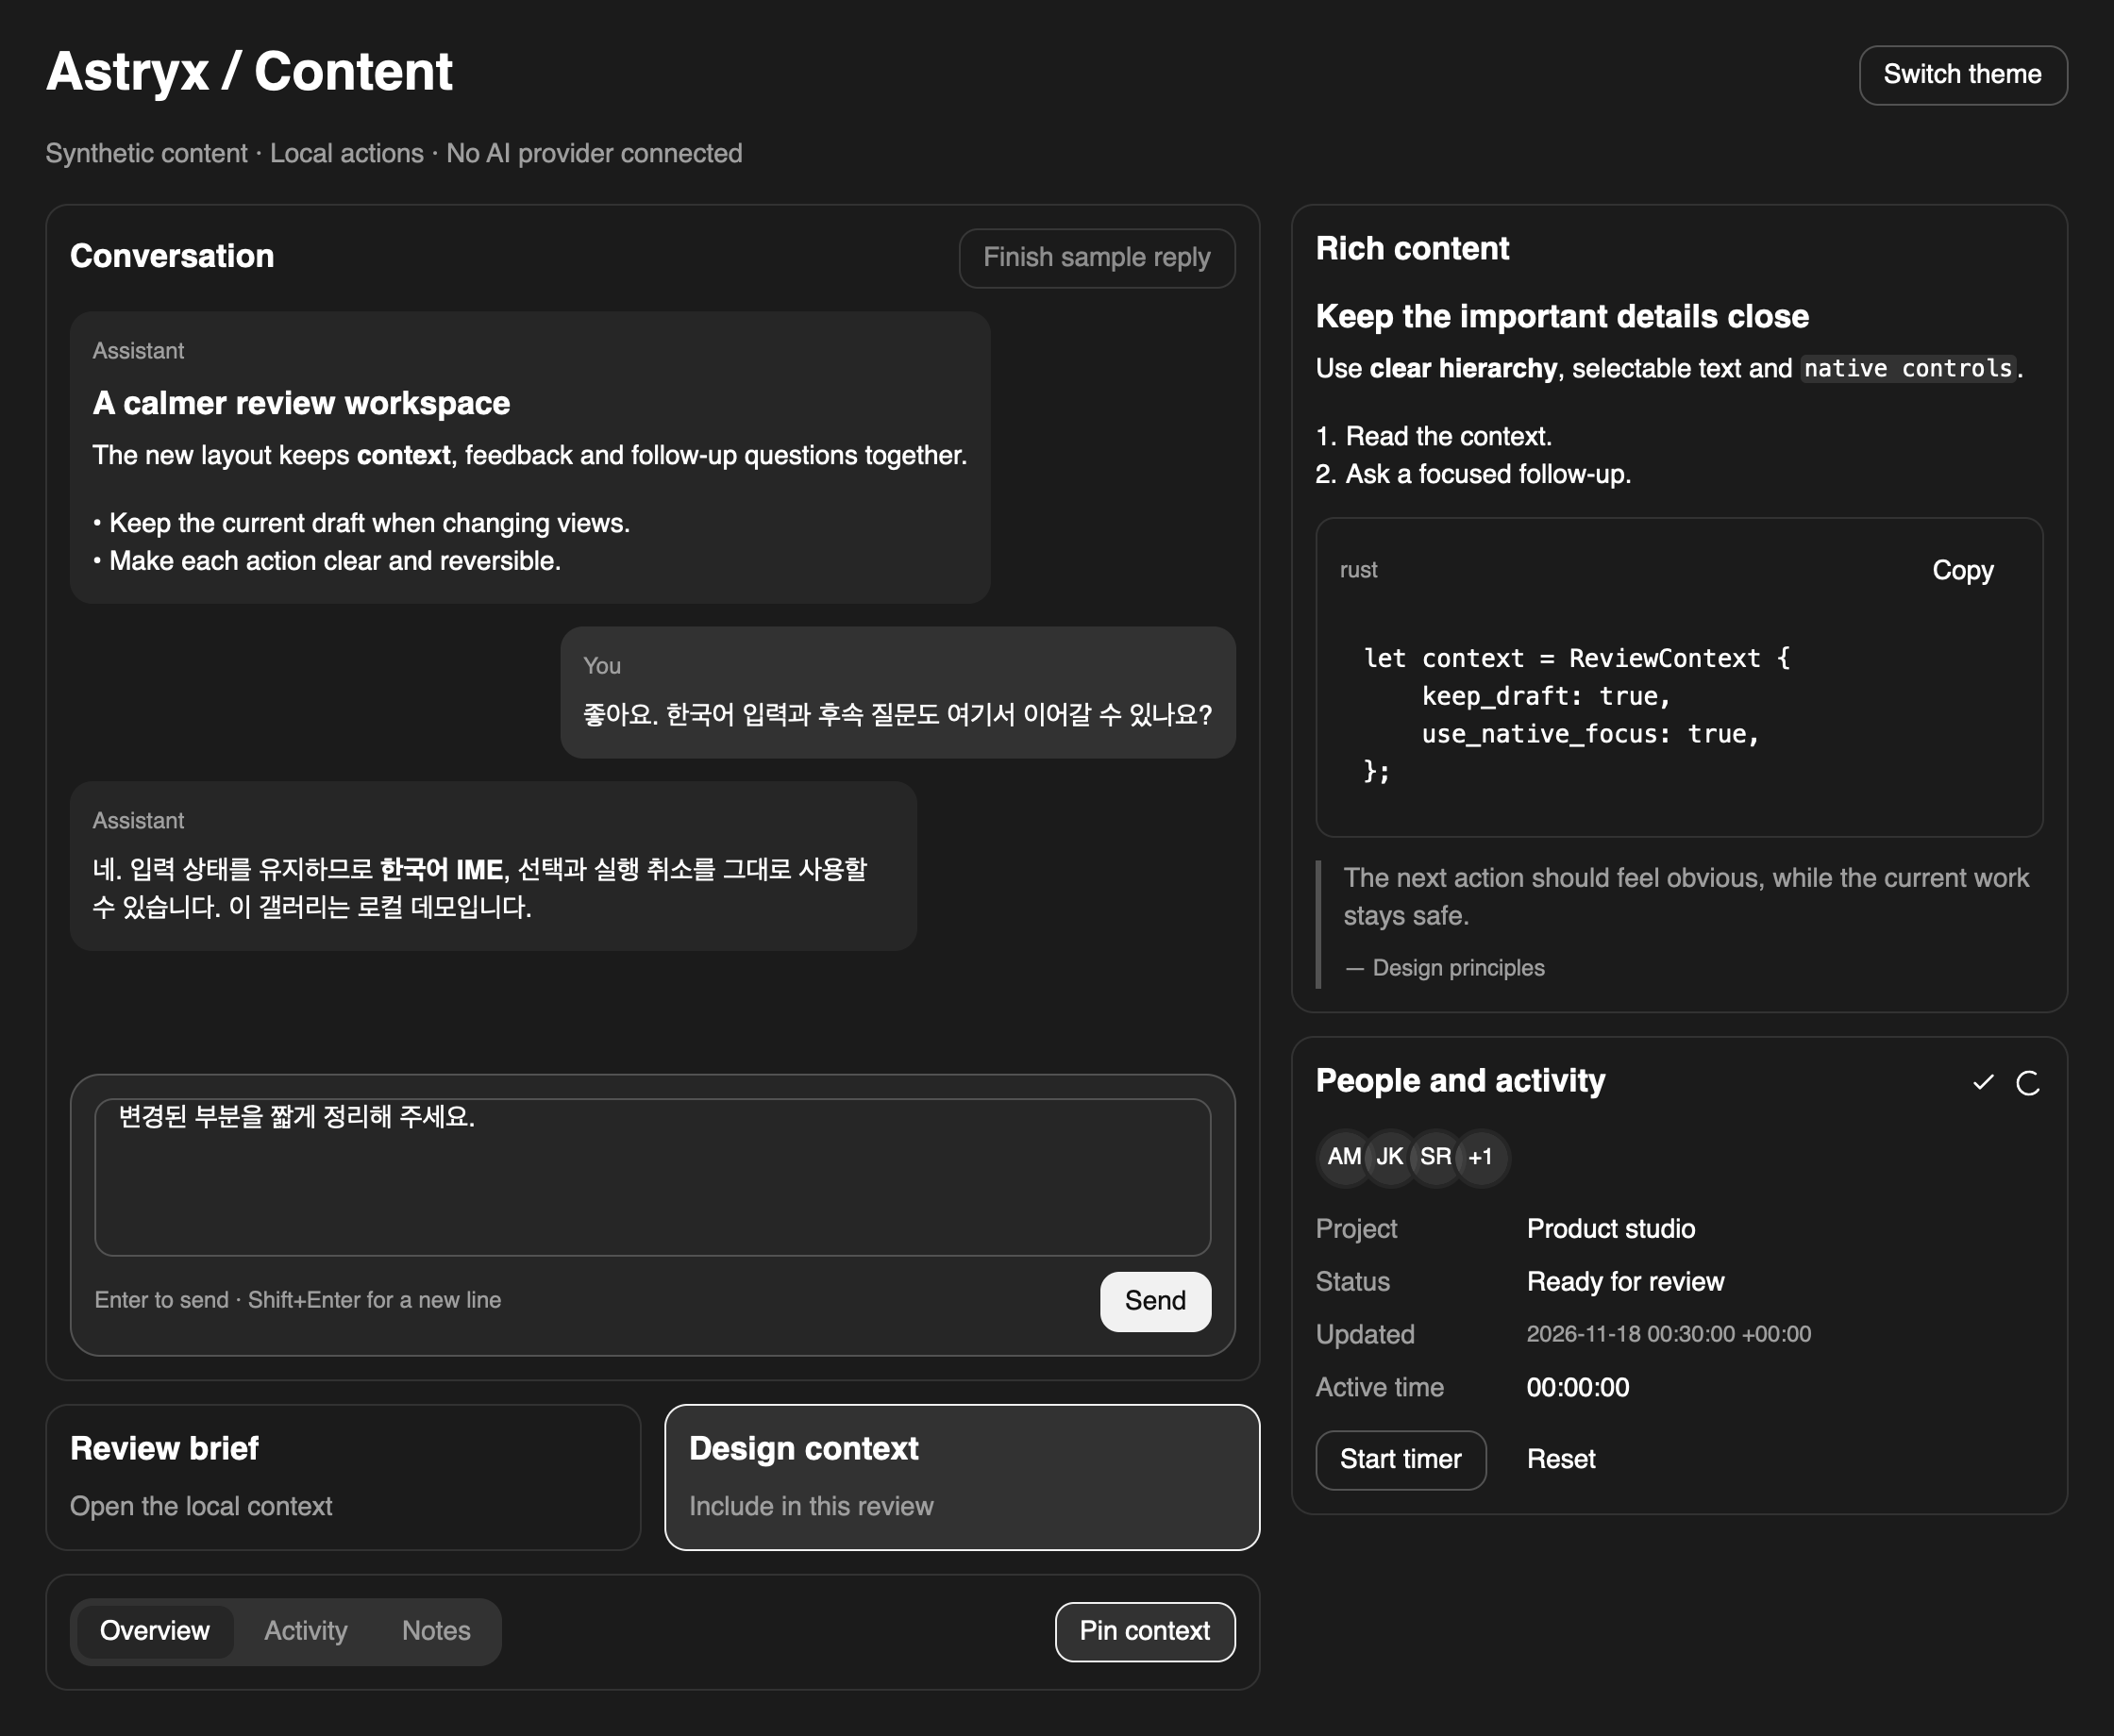 Astryx / Content
Switch theme
Synthetic content · Local actions · No AI provider connected
Conversation
Finish sample reply
Assistant
A calmer review workspace
The new layout keeps context, feedback and follow-up questions together.
• Keep the current draft when changing views.
• Make each action clear and reversible.
You
좋아요. 한국어 입력과 후속 질문도 여기서 이어갈 수 있나요?
Assistant
네. 입력 상태를 유지하므로 한국어 IME, 선택과 실행 취소를 그대로 사용할
수 있습니다. 이 갤러리는 로컬 데모입니다.
변경된 부분을 짧게 정리해 주세요.
Enter to send · Shift+Enter for a new line
Send
Review brief
Open the local context
Design context
Include in this review
Overview
Activity
Notes
Pin context
Rich content
Keep the important details close
Use clear hierarchy, selectable text and native controls.
1. Read the context.
2. Ask a focused follow-up.
rust
Copy
let context = ReviewContext {
    keep_draft: true,
    use_native_focus: true,
};
The next action should feel obvious, while the current work
stays safe.
— Design principles
People and activity
AM JK SR +1
Project Product studio
Status Ready for review
Updated 2026-11-18 00:30:00 +00:00
Active time 00:00:00
Start timer
Reset